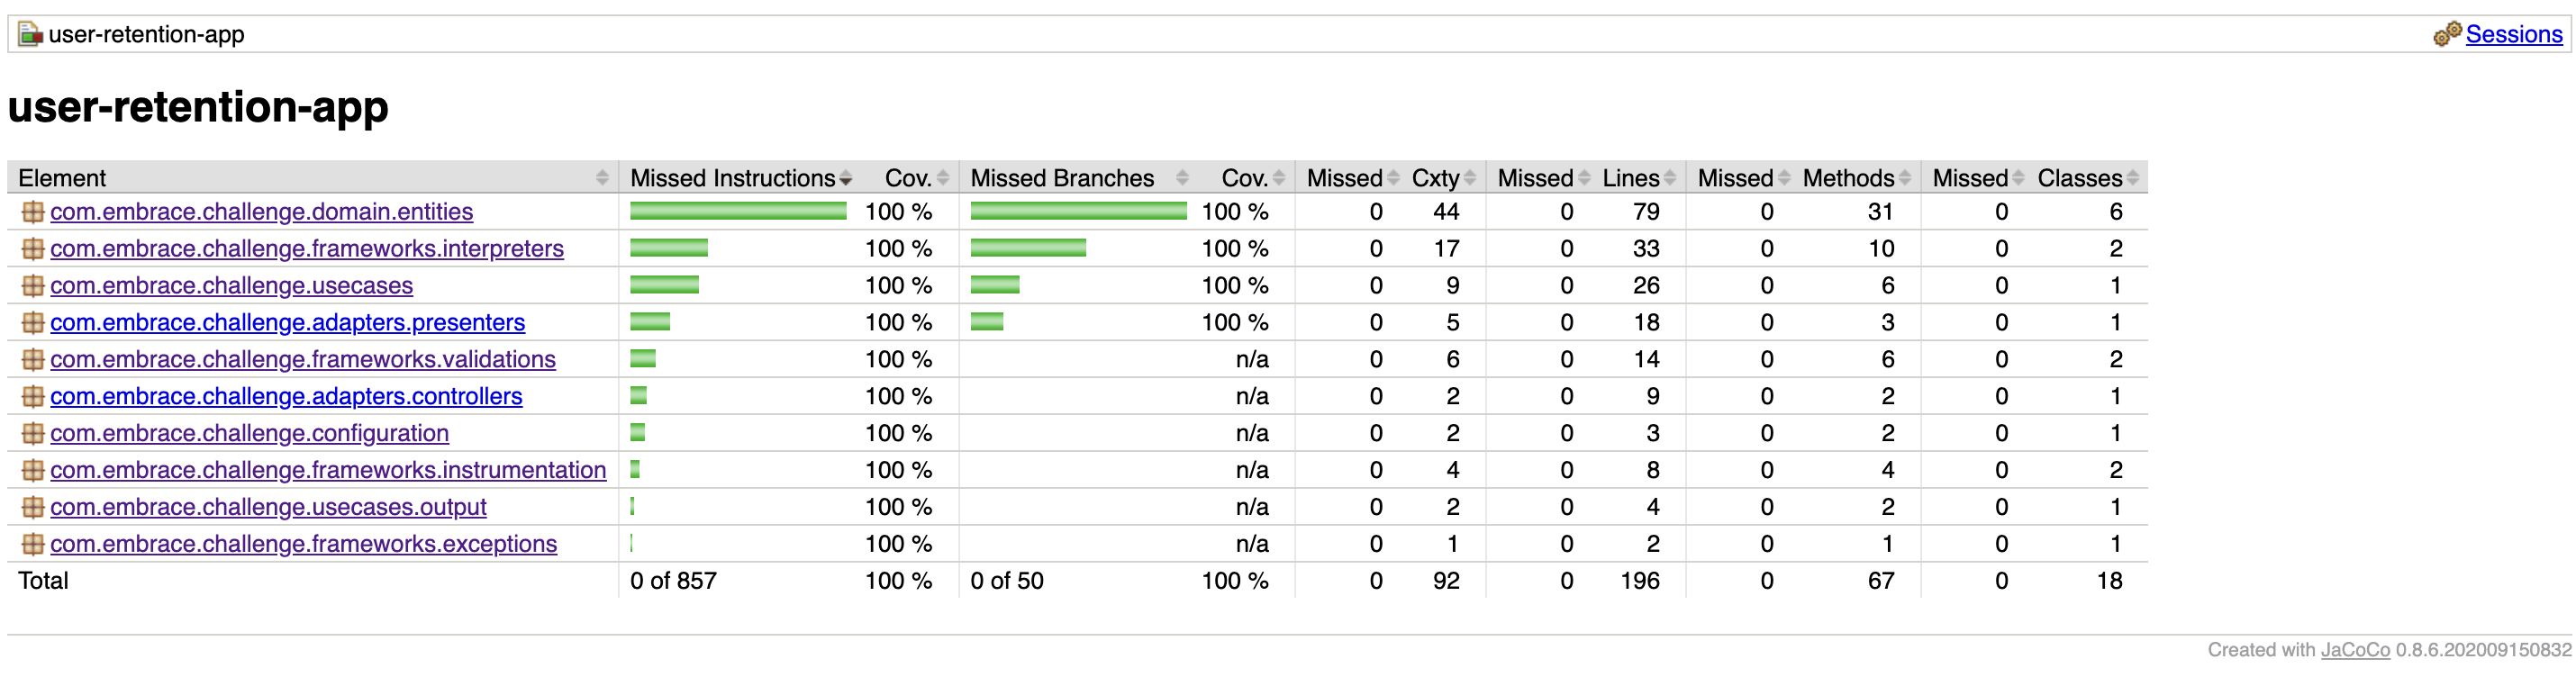 user-retention-app Sessions
user-retention-app
Element Missed Instructions Cov. Missed Branches Cov. Missed Cxty Missed Lines Missed Methods Missed Classes
com.embrace.challenge.domain.entities 100 % 100 % 0 44 0 79 0 31 0 6
com.embrace.challenge.frameworks.interpreters 100 % 100 % 0 17 0 33 0 10 0 2
com.embrace.challenge.usecases 100 % 100 % 0 9 0 26 0 6 0 1
com.embrace.challenge.adapters.presenters 100 % 100 % 0 5 0 18 0 3 0 1
com.embrace.challenge.frameworks.validations 100 % n/a 0 6 0 14 0 6 0 2
com.embrace.challenge.adapters.controllers 100 % n/a 0 2 0 9 0 2 0 1
com.embrace.challenge.configuration 100 % n/a 0 2 0 3 0 2 0 1
com.embrace.challenge.frameworks.instrumentation 100 % n/a 0 4 0 8 0 4 0 2
com.embrace.challenge.usecases.output 100 % n/a 0 2 0 4 0 2 0 1
com.embrace.challenge.frameworks.exceptions 100 % n/a 0 1 0 2 0 1 0 1
Total 0 of 857 100 % 0 of 50 100 % 0 92 0 196 0 67 0 18
Created with JaCoCo 0.8.6.202009150832